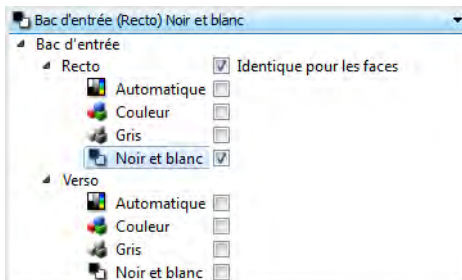 Bac d'entrée (Recto) Noir et blanc
Bac d'entrée
Recto Identique pour les faces
Automatique
Couleur
Gris
Noir et blanc
Verso
Automatique
Couleur
Gris
Noir et blanc